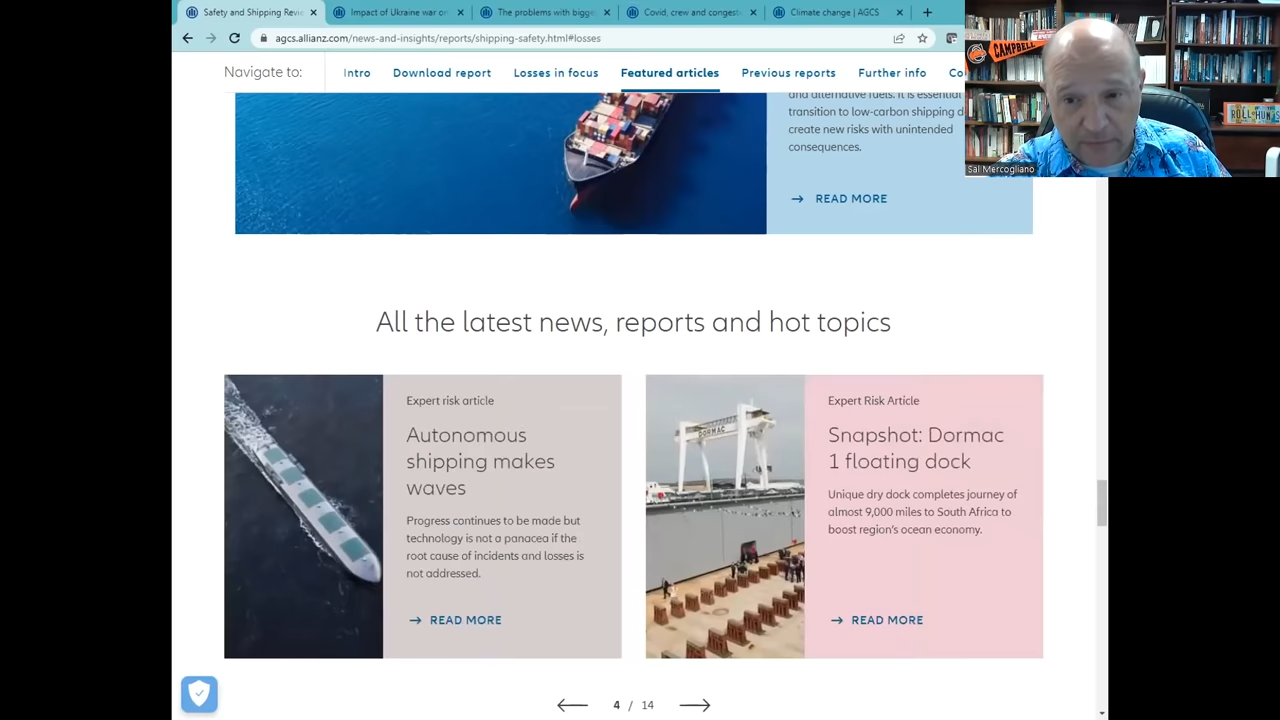 Safety and Shipping Revie
Impact of Ukraine war on
The problems with bigge
Covid, crew and congest
Climate change | AGCS
agcs.allianz.com/news-and-insights/reports/shipping-safety.html#losses
Navigate to:
Intro
Download report
Losses in focus
Featured articles
Previous reports
Further info
Co
CAMPBELL
ROLL HUMPS
Sal Mercogliano
and alternative fuels. It is essential
transition to low-carbon shipping d
create new risks with unintended
consequences.
READ MORE
All the latest news, reports and hot topics
Expert risk article
Autonomous
shipping makes
waves
Progress continues to be made but
technology is not a panacea if the
root cause of incidents and losses is
not addressed.
READ MORE
DORMAC
Expert Risk Article
Snapshot: Dormac
1 floating dock
Unique dry dock completes journey of
almost 9,000 miles to South Africa to
boost region's ocean economy.
READ MORE
4 / 14